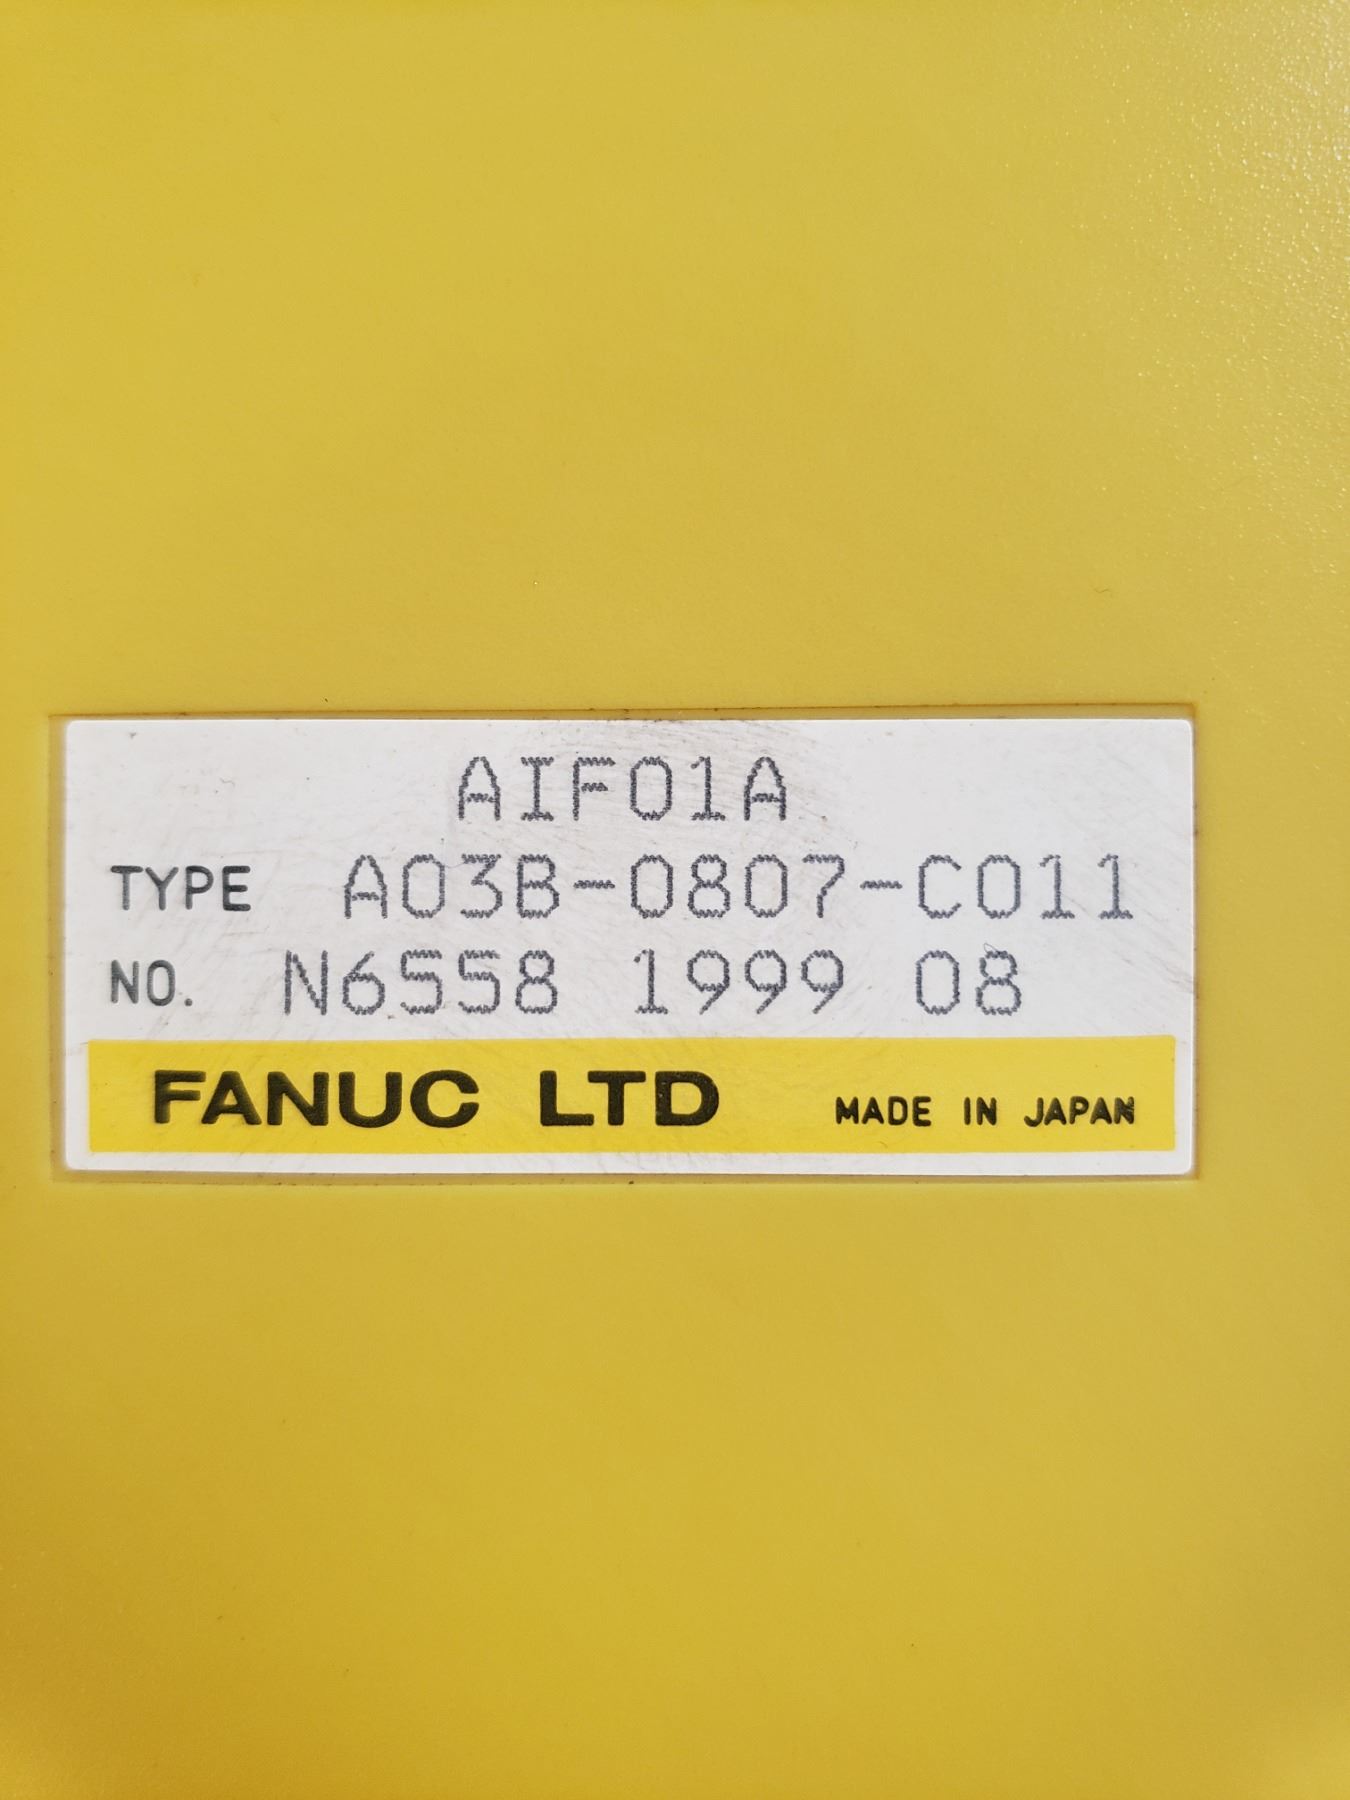 AIF01A
TYPE A03B-0807-C011
NO. N6558 1999 08
FANUC LTD MADE IN JAPAN